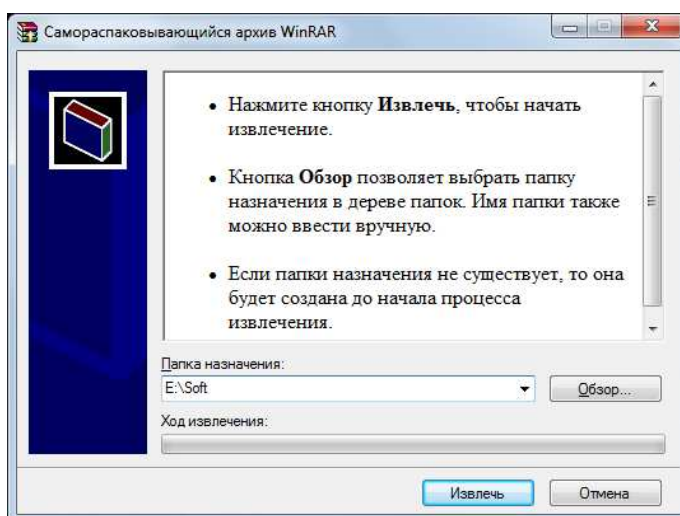 Самораспаковывающийся архив WinRAR
• Нажмите кнопку Извлечь, чтобы начать
извлечение.
• Кнопка Обзор позволяет выбрать папку
назначения в дереве папок. Имя папки также
можно ввести вручную.
• Если папки назначения не существует, то она
будет создана до начала процесса
извлечения.
Папка назначения:
E:\Soft
Обзор...
Ход извлечения:
Извлечь
Отмена